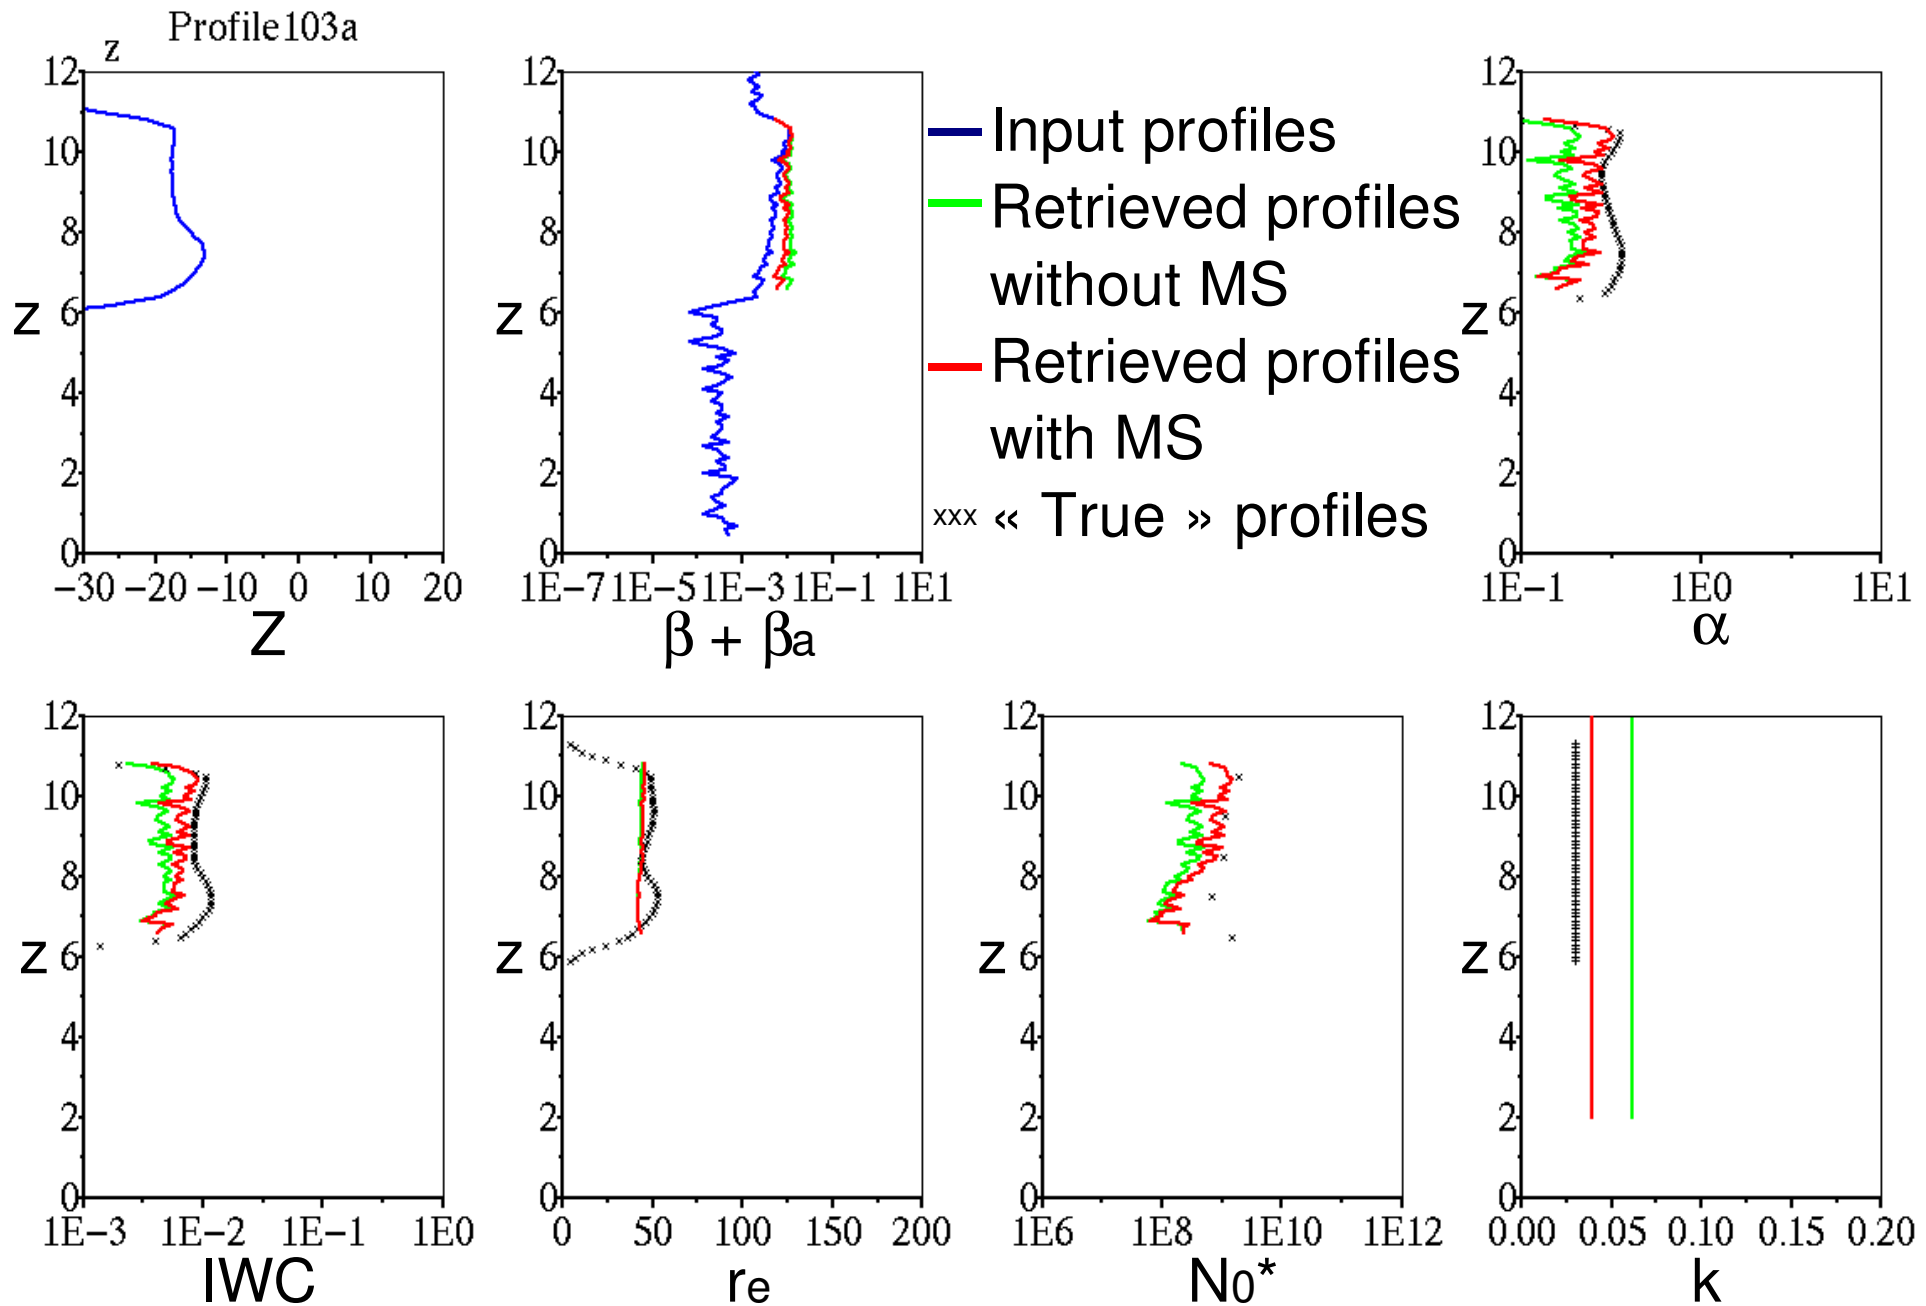 Profile103a
z
12
10
8
6
4
2
0
z
−30 −20 −10 0 10 20
Z
12
10
8
6
4
2
0
z
1E−7 1E−5 1E−3 1E−1 1E1
β + βa
Input profiles
Retrieved profiles
without MS
Retrieved profiles
with MS
xxx « True » profiles
12
10
8
6
4
2
0
z
1E−1 1E0 1E1
α
12
10
8
6
4
2
0
z
1E−3 1E−2 1E−1 1E0
IWC
12
10
8
6
4
2
0
z
0 50 100 150 200
re
12
10
8
6
4
2
0
z
1E6 1E8 1E10 1E12
N0*
12
10
8
6
4
2
0
z
0.00 0.05 0.10 0.15 0.20
k